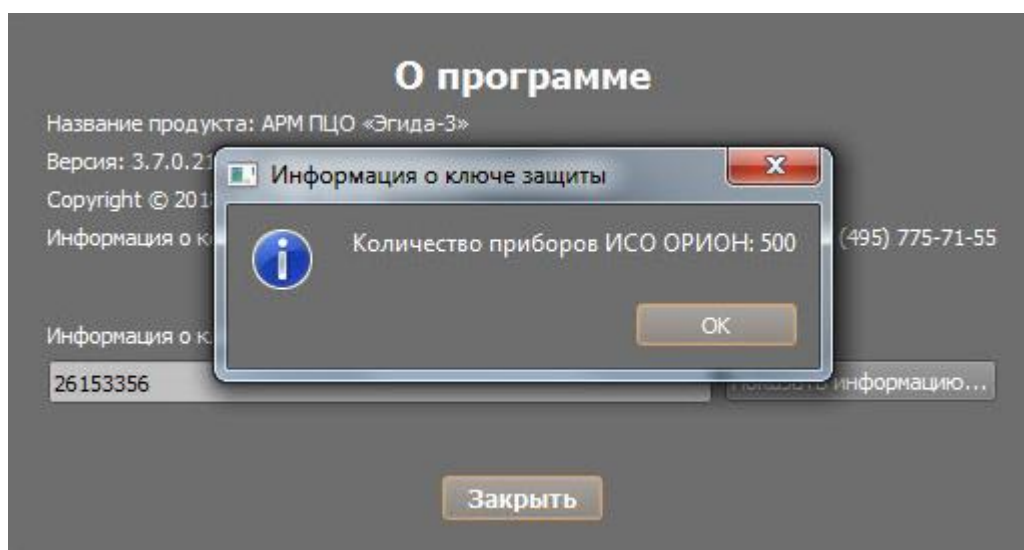 О программе
Название продукта: АРМ ПЦО «Эгида-3»
Версия: 3.7.0.21
Информация о ключе защиты
Copyright © 201
Информация о
Количество приборов ИСО ОРИОН: 500
(495) 775-71-55
OK
Информация о
26153356
Показать информацию...
Закрыть